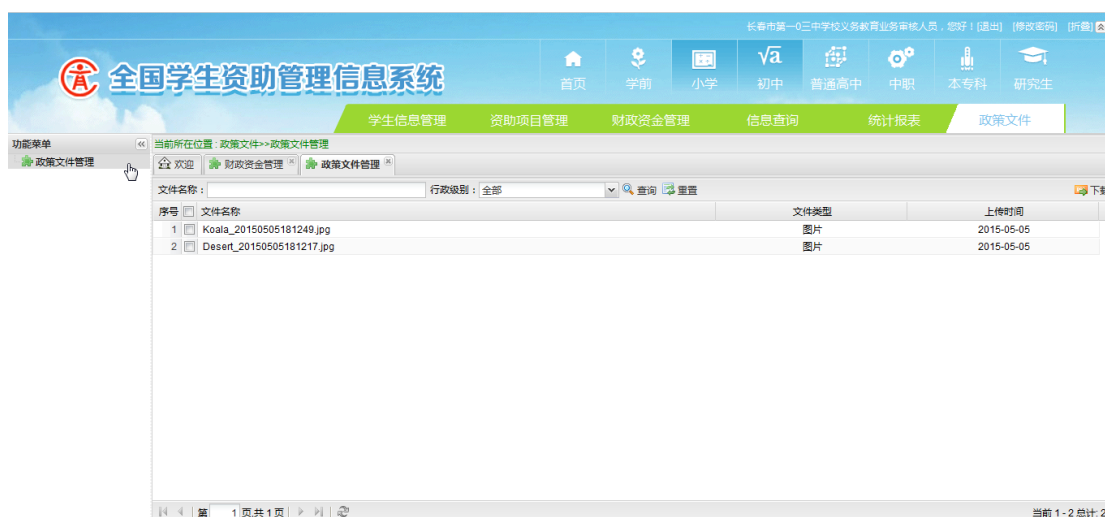 长春市第一0三中学校义务教育业务审核人员，您好！[退出] [修改密码] [折叠]
全国学生资助管理信息系统
首页 学前 小学 初中 普通高中 中职 本专科 研究生
学生信息管理 资助项目管理 财政资金管理 信息查询 统计报表 政策文件
功能菜单 当前所在位置：政策文件>>政策文件管理
政策文件管理 欢迎 财政资金管理 政策文件管理
文件名称： 行政级别：全部 查询 重置 下载
序号 文件名称 文件类型 上传时间
1 Koala_20150505181249.jpg 图片 2015-05-05
2 Desert_20150505181217.jpg 图片 2015-05-05
第 1 页,共 1 页 当前 1 - 2 总计: 2